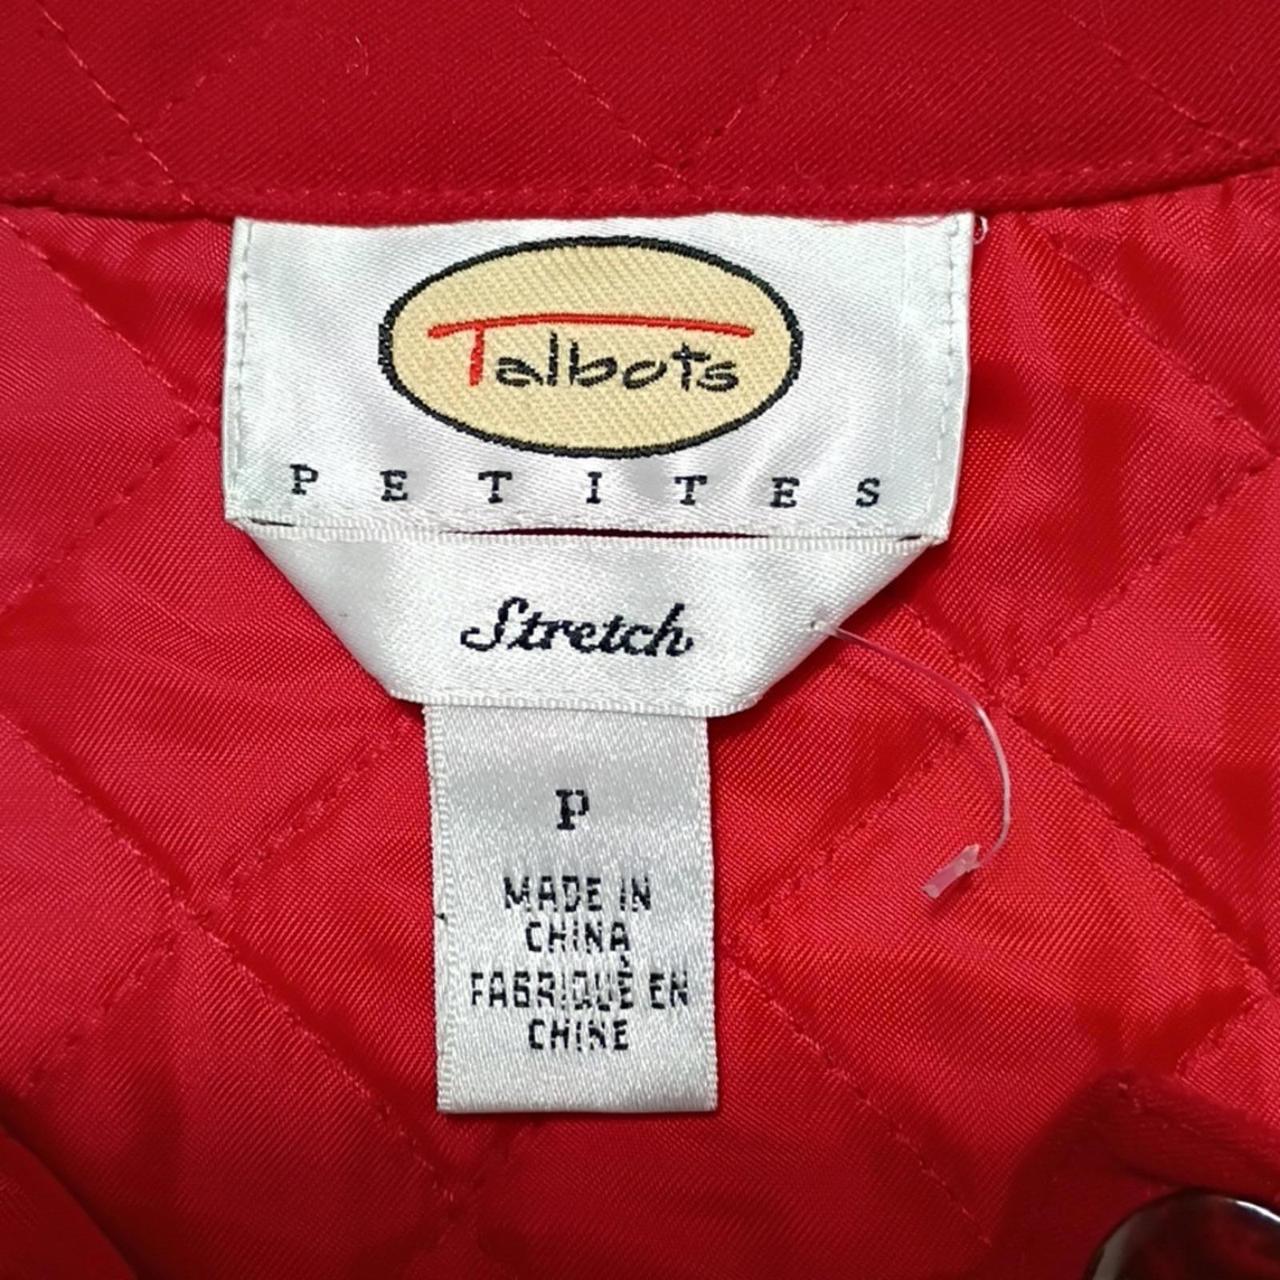 Talbots
PETITES
Stretch
P
MADE IN
CHINA
FABRIQUÉ EN
CHINE